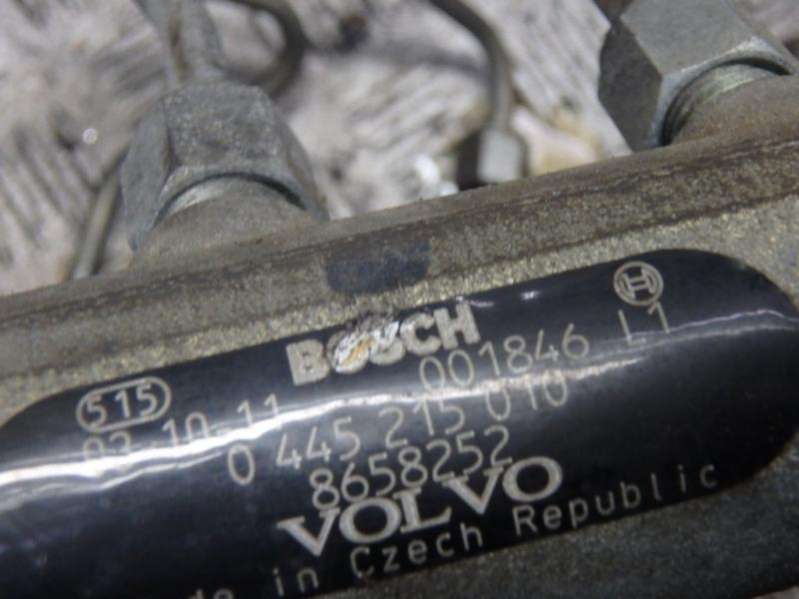 BOSCH
515
001846 L1
03-10-11
0 445 215 010
8658252
VOLVO
in Czech Republic